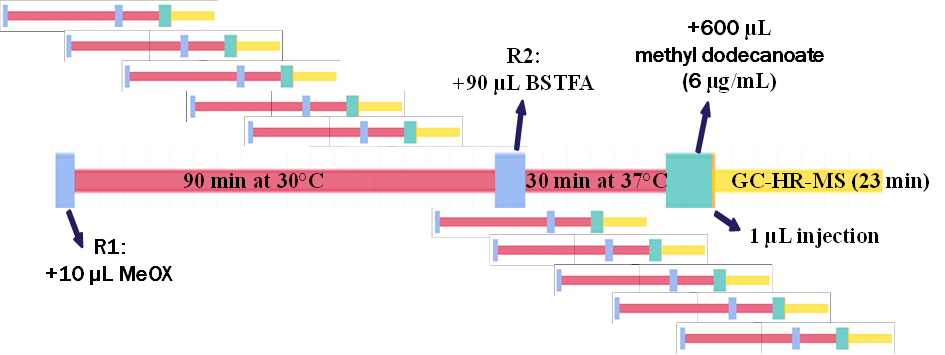 +600 µL
methyl dodecanoate
(6 µg/mL)
R2:
+90 µL BSTFA
90 min at 30°C
30 min at 37°C
GC-HR-MS (23 min)
R1:
+10 µL MeOX
1 µL injection